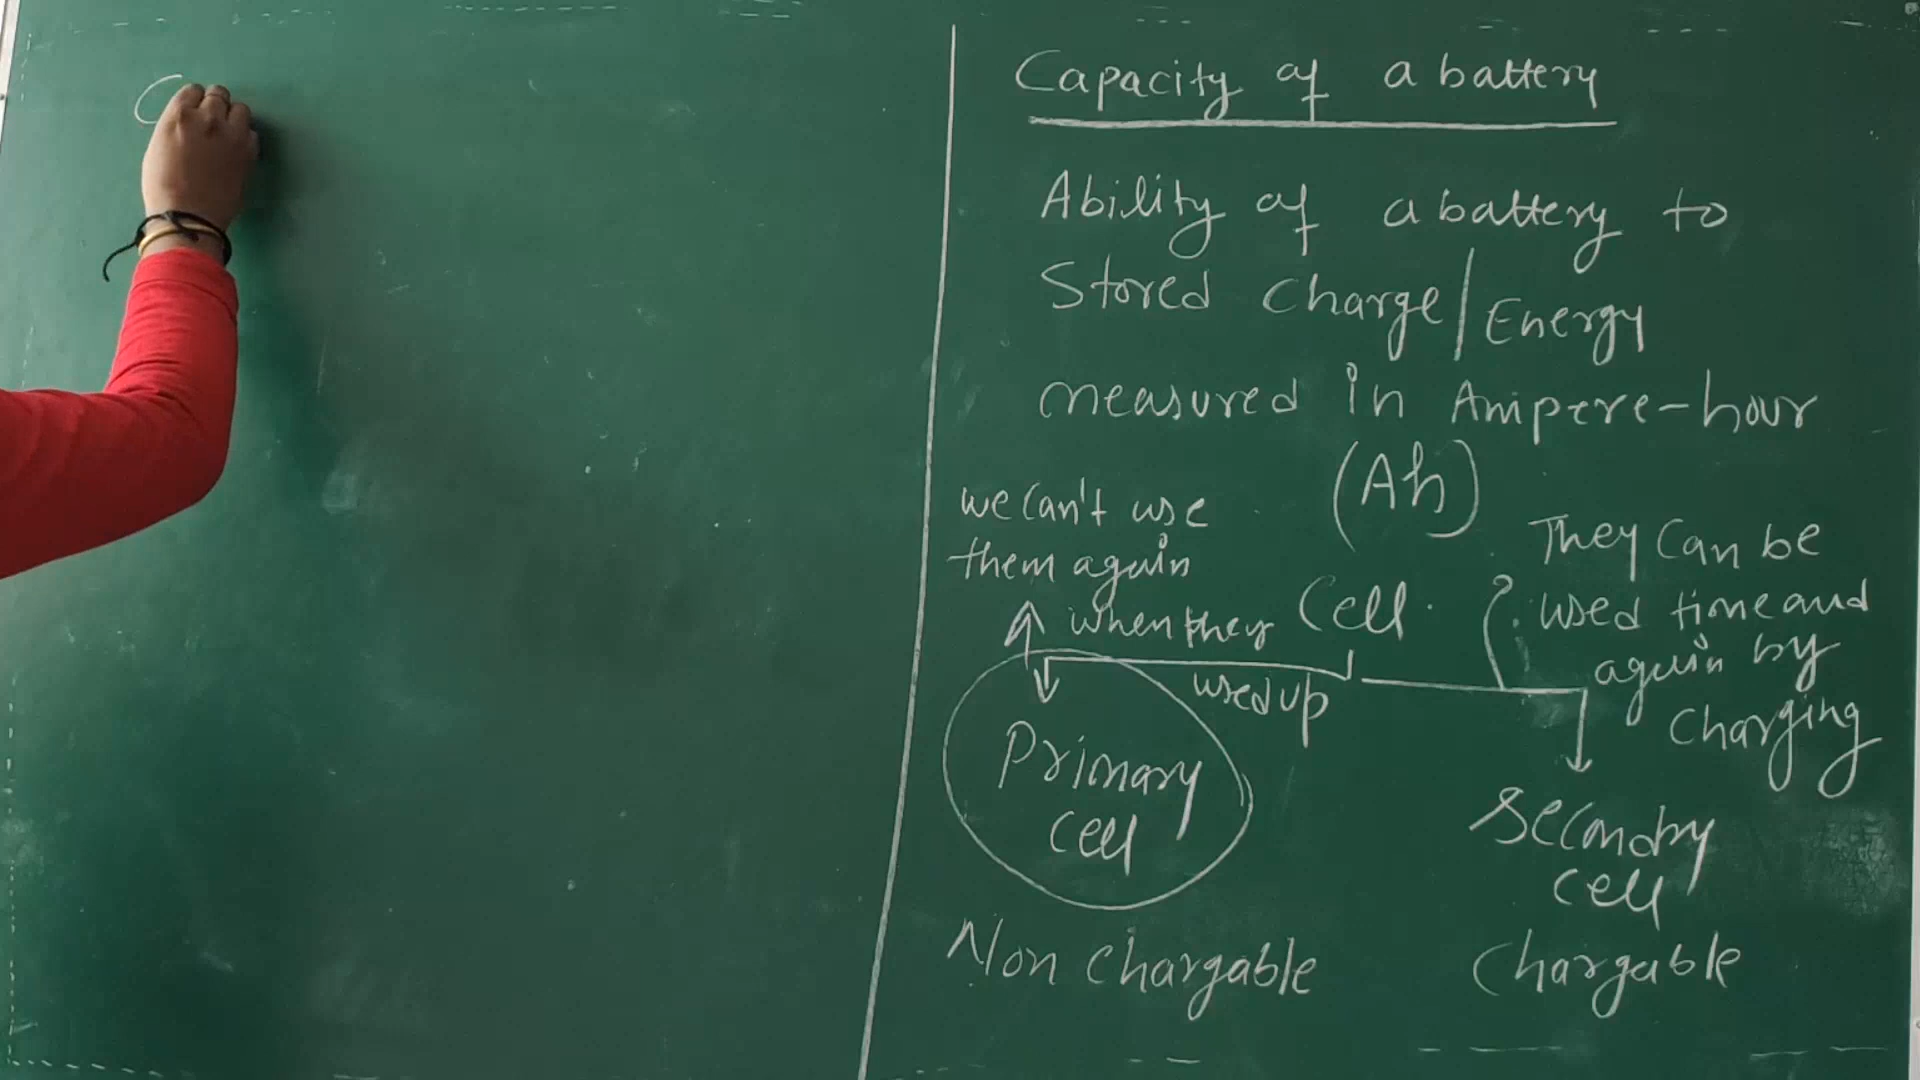 C
Capacity of a battery
Ability of a battery to
Stored Charge/Energy
measured in Ampere-hour
(Ah)
we can't use
them again
when they
used up
Cell
They can be
used time and
again by
Charging
Primary
Cell
Secondry
Cell
Non Chargable
Chargable